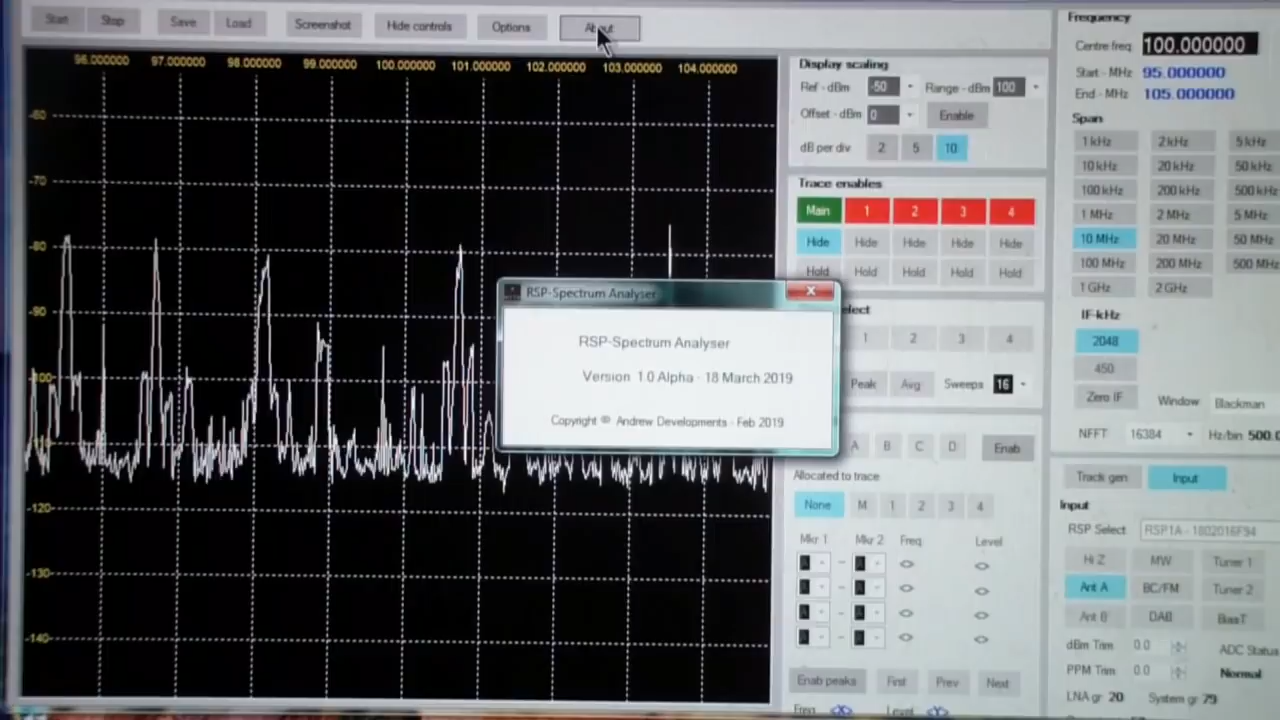 Start Stop Save Load Screenshot Hide controls Options About
96.000000 97.000000 98.000000 99.000000 100.000000 101.000000 102.000000 103.000000 104.000000
-60
-70
-80
-90
-100
-110
-120
-130
-140
Display scaling
Ref - dBm -50 Range - dBm 100
Offset - dBm 0 Enable
dB per div 2 5 10
Trace enables
Main 1 2 3 4
Hide Hide Hide Hide Hide
Hold Hold Hold Hold Hold
elect
1 2 3 4
Peak Avg Sweeps 16
A B C D Enab
Allocated to trace
None M 1 2 3 4
Mkr 1 Mkr 2 Freq Level
Enab peaks First Prev Next
Freq <X> Level <Y>
RSP-Spectrum Analyser
RSP-Spectrum Analyser
Version 1.0 Alpha - 18 March 2019
Copyright © Andrew Developments - Feb 2019
Frequency
Centre freq 100.000000
Start - MHz 95.000000
End - MHz 105.000000
Span
1 kHz 2 kHz 5 kHz
10 kHz 20 kHz 50 kHz
100 kHz 200 kHz 500 kHz
1 MHz 2 MHz 5 MHz
10 MHz 20 MHz 50 MHz
100 MHz 200 MHz 500 MHz
1 GHz 2 GHz
IF-kHz
2048
450
Zero IF Window Blackman
NFFT 16384 Hz/bin 500.0
Track gen Input
Input
RSP Select RSP1A - 1802016F94
Hi Z MW Tuner 1
Ant A BC/FM Tuner 2
Ant B DAB BiasT
dBm Trim 0.0 ADC Status
PPM Trim 0.0 Normal
LNA gr 20 System gr 79